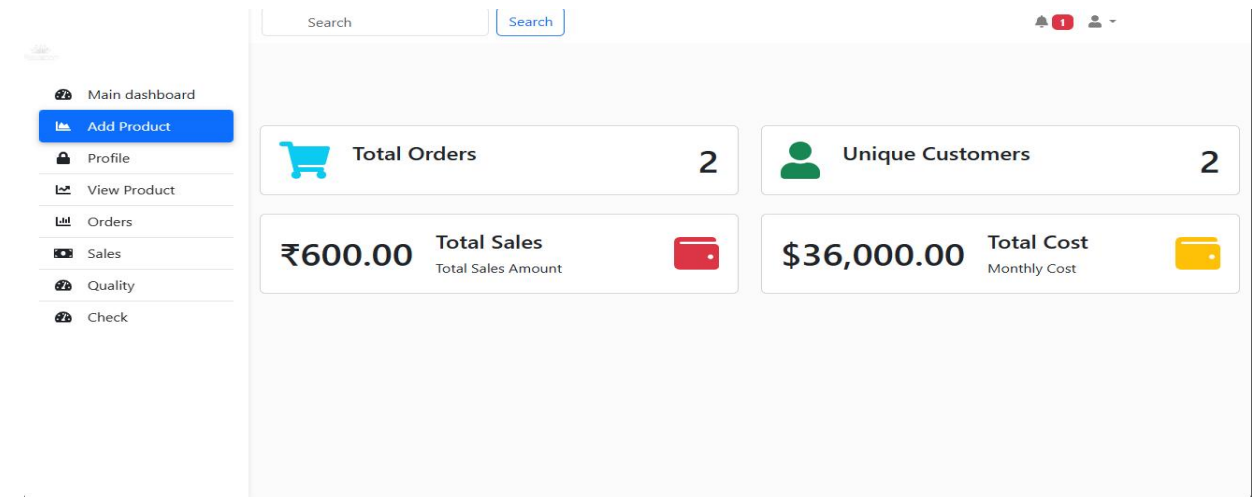 Search
Search
1
Main dashboard
Add Product
Profile
View Product
Orders
Sales
Quality
Check
Total Orders
2
Unique Customers
2
₹600.00
Total Sales
Total Sales Amount
$36,000.00
Total Cost
Monthly Cost